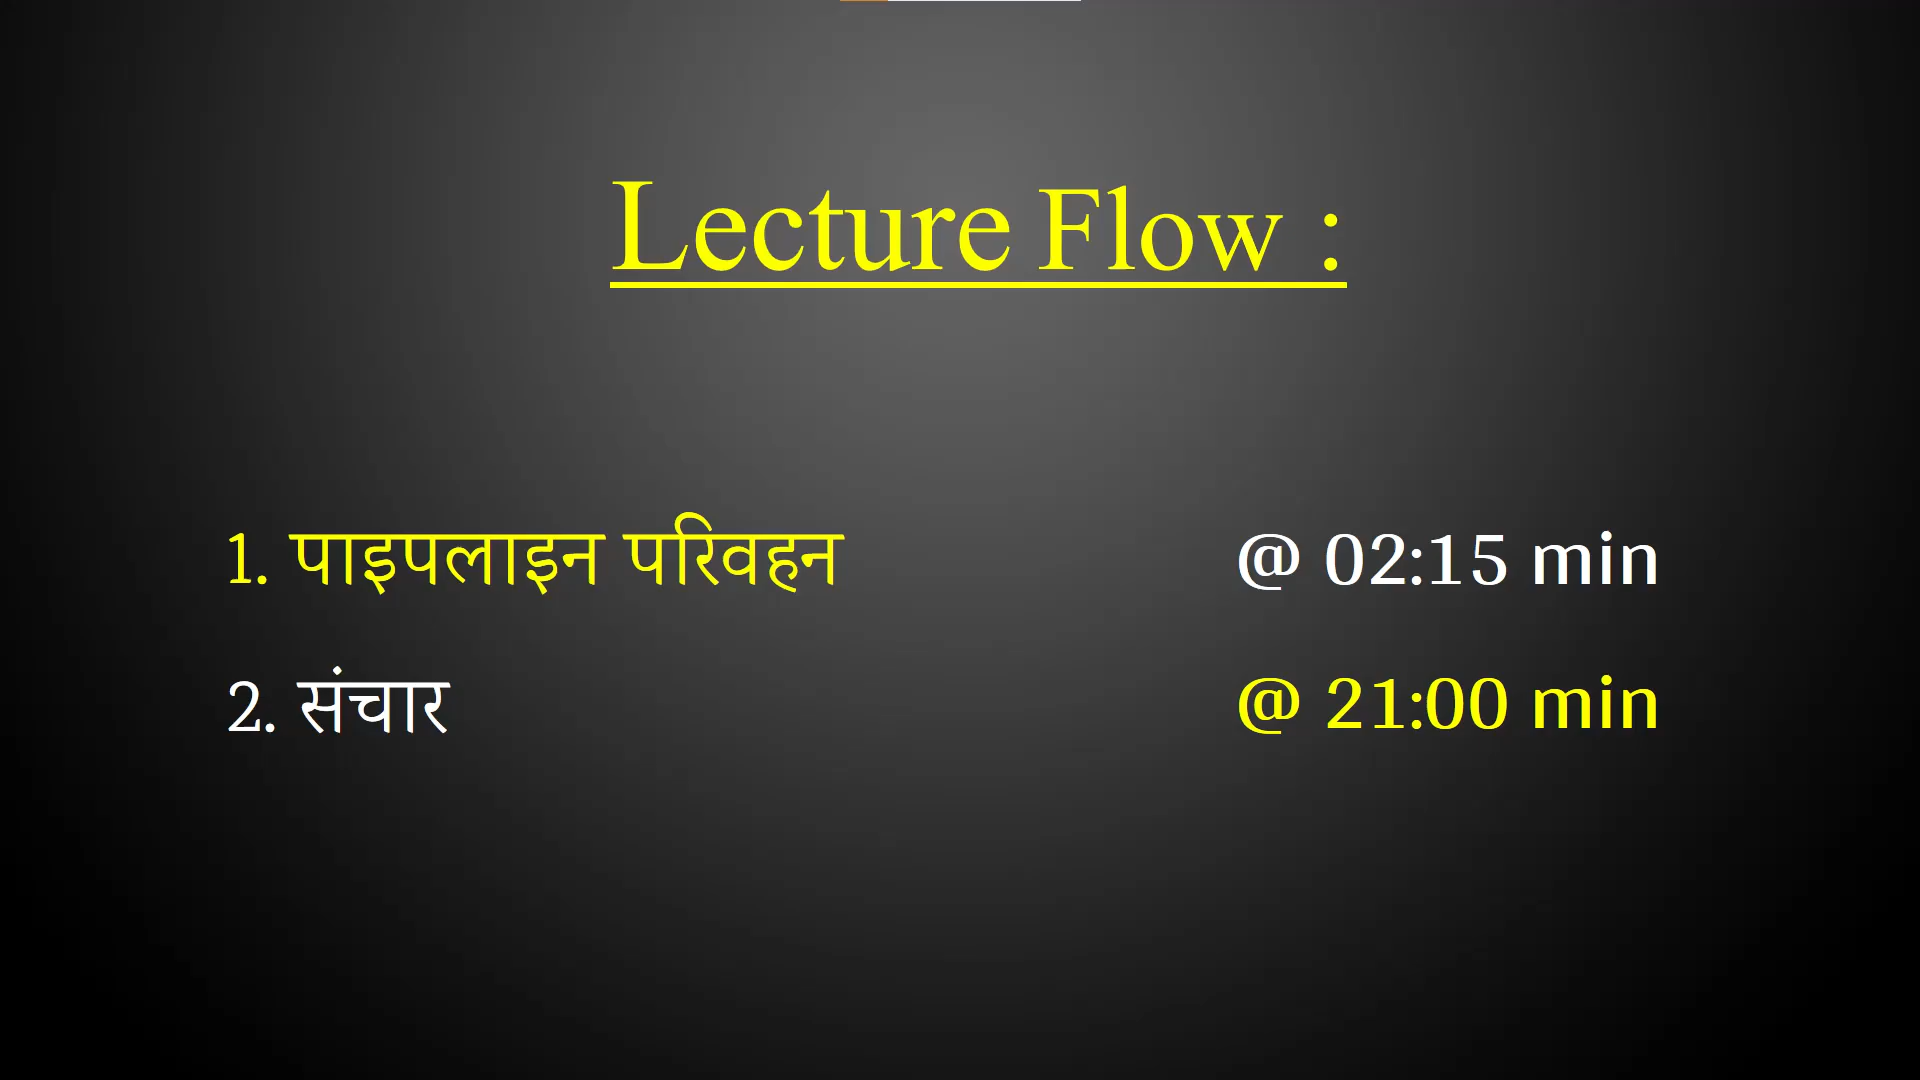 Lecture Flow :
1. पाइपलाइन परिवहन @ 02:15 min
2. संचार @ 21:00 min